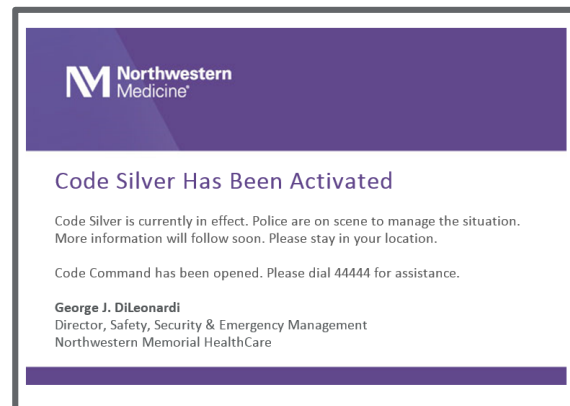 Northwestern
Medicine®
Code Silver Has Been Activated
Code Silver is currently in effect. Police are on scene to manage the situation.
More information will follow soon. Please stay in your location.
Code Command has been opened. Please dial 44444 for assistance.
George J. DiLeonardi
Director, Safety, Security & Emergency Management
Northwestern Memorial HealthCare